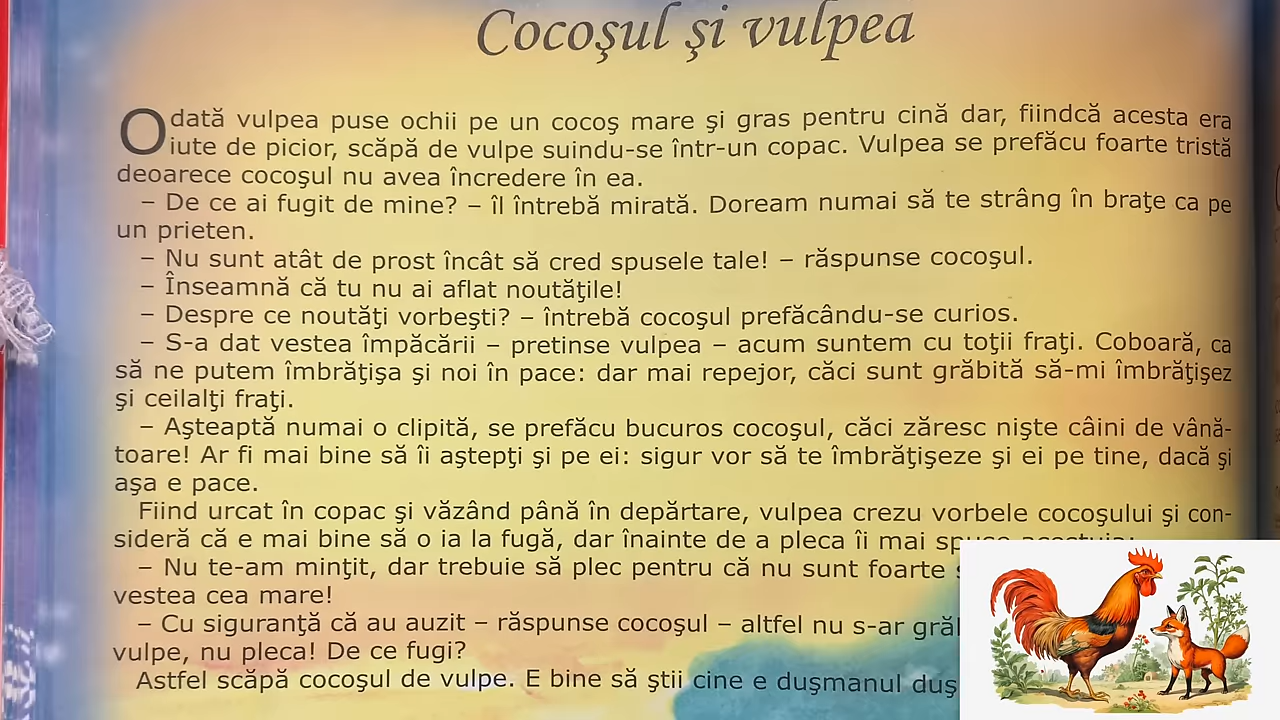 Cocoşul şi vulpea
Odată vulpea puse ochii pe un cocoş mare şi gras pentru cină dar, fiindcă acesta era
iute de picior, scăpă de vulpe suindu-se într-un copac. Vulpea se prefăcu foarte tristă
deoarece cocoşul nu avea încredere în ea.
– De ce ai fugit de mine? – îl întrebă mirată. Doream numai să te strâng în braţe ca pe
un prieten.
– Nu sunt atât de prost încât să cred spusele tale! – răspunse cocoşul.
– Înseamnă că tu nu ai aflat noutăţile!
– Despre ce noutăţi vorbeşti? – întrebă cocoşul prefăcându-se curios.
– S-a dat vestea împăcării – pretinse vulpea – acum suntem cu toţii fraţi. Coboară, ca
să ne putem îmbrăţişa şi noi în pace: dar mai repejor, căci sunt grăbită să-mi îmbrăţişez
şi ceilalţi fraţi.
– Aşteaptă numai o clipită, se prefăcu bucuros cocoşul, căci zăresc nişte câini de vână-
toare! Ar fi mai bine să îi aştepţi şi pe ei: sigur vor să te îmbrăţişeze şi ei pe tine, dacă şi
aşa e pace.
Fiind urcat în copac şi văzând până în depărtare, vulpea crezu vorbele cocoşului şi con-
sideră că e mai bine să o ia la fugă, dar înainte de a pleca îi mai spuse acestuia:
– Nu te-am minţit, dar trebuie să plec pentru că nu sunt foarte
vestea cea mare!
– Cu siguranţă că au auzit – răspunse cocoşul – altfel nu s-ar
vulpe, nu pleca! De ce fugi?
Astfel scăpă cocoşul de vulpe. E bine să ştii cine e duşmanul